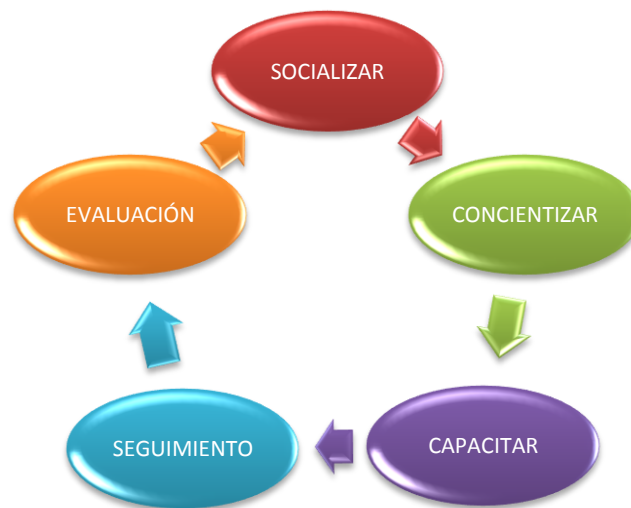 SOCIALIZAR
CONCIENTIZAR
CAPACITAR
SEGUIMIENTO
EVALUACIÓN